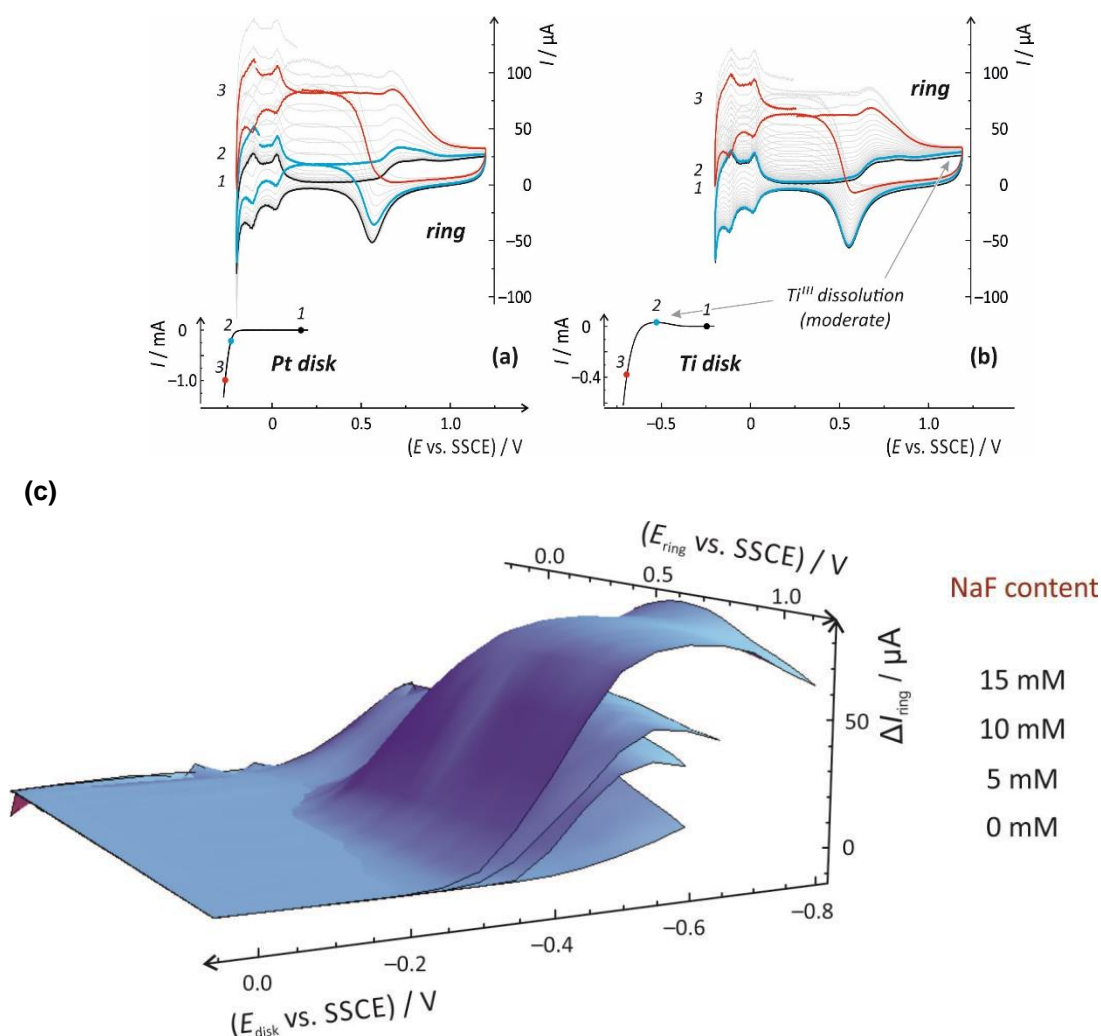 I / µA
100
50
0
−50
−100
3
2
1
ring
0
−1.0
I / mA
1
2
3
Pt disk
(a)
0
0.5
1.0
(E vs. SSCE) / V
I / µA
100
50
0
−50
−100
ring
3
2
1
TiIII dissolution
(moderate)
0
−0.4
I / mA
2
1
3
Ti disk
(b)
−0.5
0
0.5
1.0
(E vs. SSCE) / V
(c)
(Ering vs. SSCE) / V
0.0
0.5
1.0
ΔIring / µA
50
0
NaF content
15 mM
10 mM
5 mM
0 mM
0.0
−0.2
−0.4
−0.6
−0.8
(Edisk vs. SSCE) / V